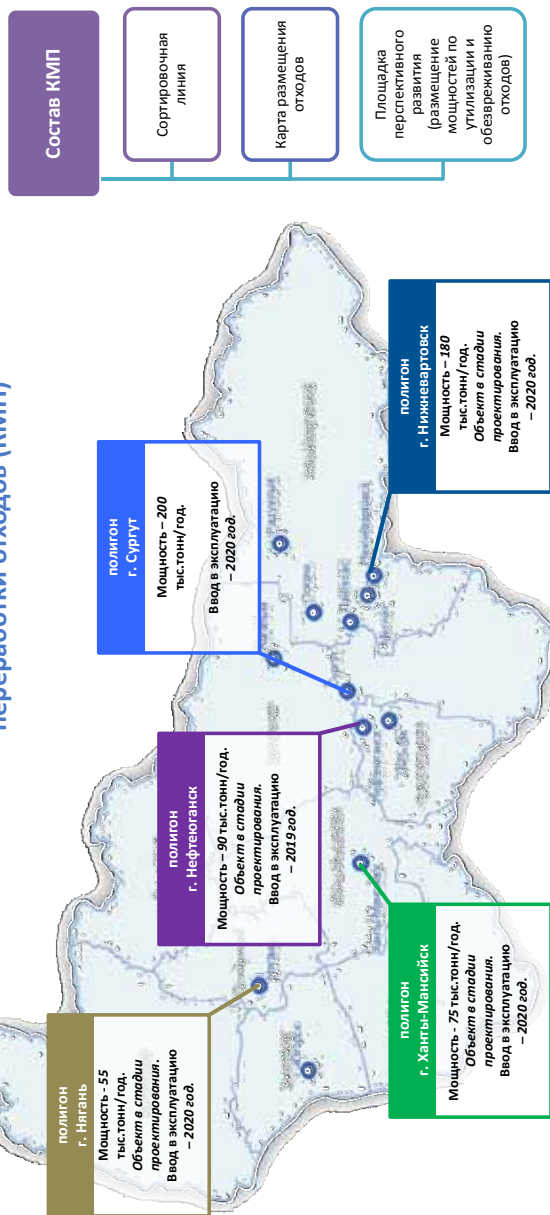 переработки отходов (КМП)
полигон
г. Нягань
Мощность - 55
тыс.тонн/год.
Объект в стадии
проектирования.
Ввод в эксплуатацию
– 2020 год.
полигон
г. Нефтеюганск
Мощность – 90 тыс.тонн/год.
Объект в стадии
проектирования.
Ввод в эксплуатацию
– 2019 год.
полигон
г. Сургут
Мощность – 200
тыс.тонн/год.
Ввод в эксплуатацию
– 2020 год.
полигон
г. Ханты-Мансийск
Мощность - 75 тыс.тонн/год.
Объект в стадии
проектирования.
Ввод в эксплуатацию
– 2020 год.
полигон
г. Нижневартовск
Мощность – 180
тыс.тонн/год.
Объект в стадии
проектирования.
Ввод в эксплуатацию
– 2020 год.
Состав КМП
Сортировочная
линия
Карта размещения
отходов
Площадка
перспективного
развития
(размещение
мощностей по
утилизации и
обезвреживанию
отходов)